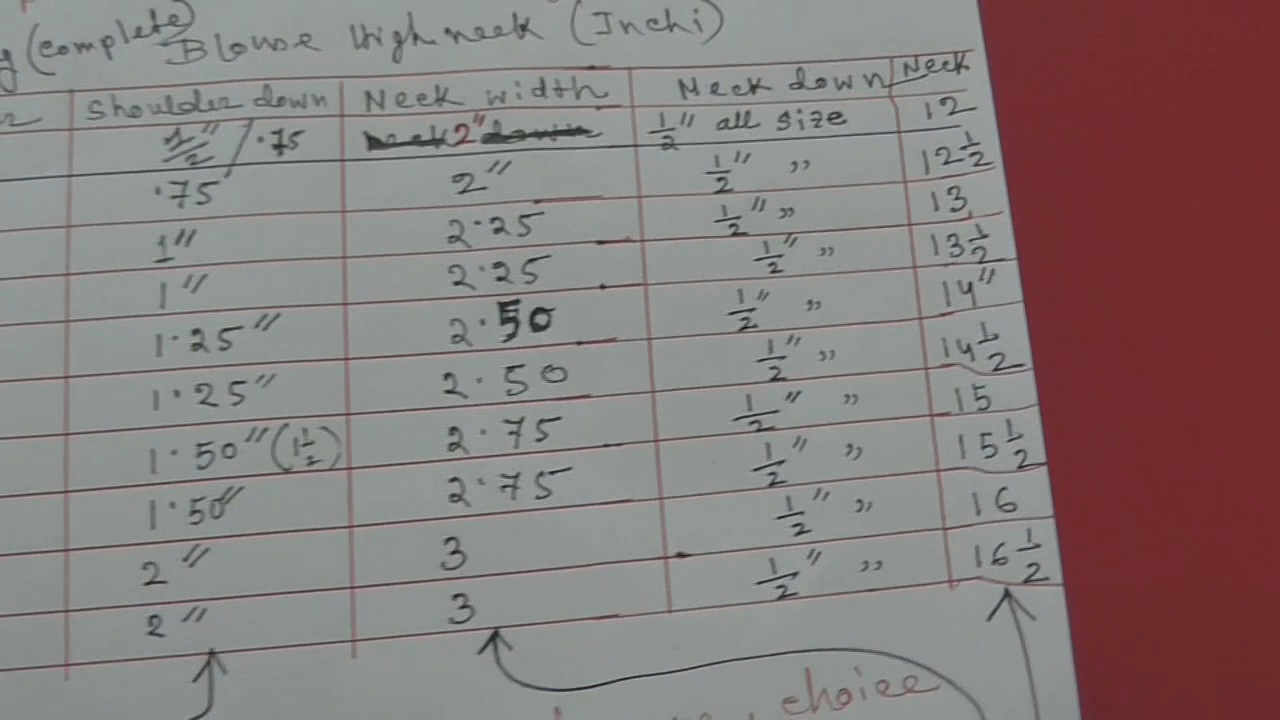 (complete)
Blouse High neck (Inchi)
Shoulder down Neck width Neck down Neck
1/2" / .75 2" 1/2" all size 12
.75 2" 1/2" " 12 1/2
1" 2.25 1/2" " 13
1" 2.25 1/2" " 13 1/2
1.25" 2.50 1/2" " 14"
1.25" 2.50 1/2" " 14 1/2
1.50" (1 1/2) 2.75 1/2" " 15
1.50" 2.75 1/2" " 15 1/2
2" 3 1/2" " 16
2" 3 1/2" " 16 1/2
choice